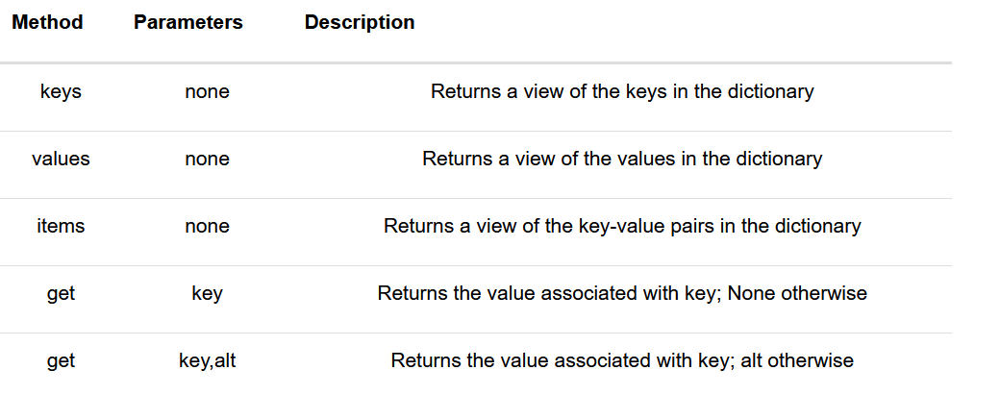 Method Parameters Description
keys none Returns a view of the keys in the dictionary
values none Returns a view of the values in the dictionary
items none Returns a view of the key-value pairs in the dictionary
get key Returns the value associated with key; None otherwise
get key,alt Returns the value associated with key; alt otherwise